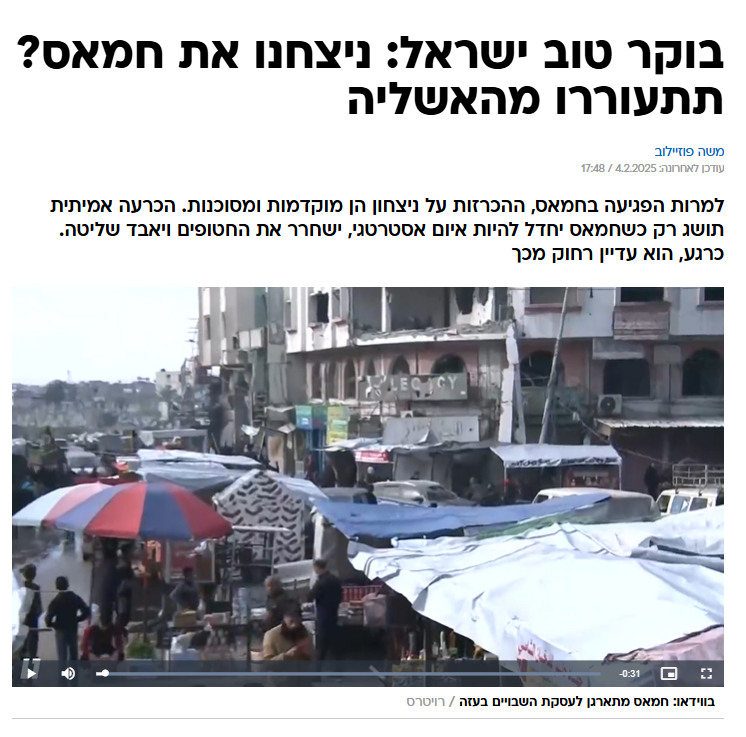 בוקר טוב ישראל: ניצחנו את חמאס?
תתעוררו מהאשליה
משה פוזיילוב
עודכן לאחרונה: 4.2.2025 / 17:48
למרות הפגיעה בחמאס, ההכרזות על ניצחון הן מוקדמות ומסוכנות. הכרעה אמיתית
תושג רק כשחמאס יחדל להיות איום אסטרטגי, ישחרר את החטופים ויאבד שליטה.
כרגע, הוא עדיין רחוק מכך
LEGACY
-0:31
בווידאו: חמאס מתארגן לעסקת השבויים בעזה / רויטרס